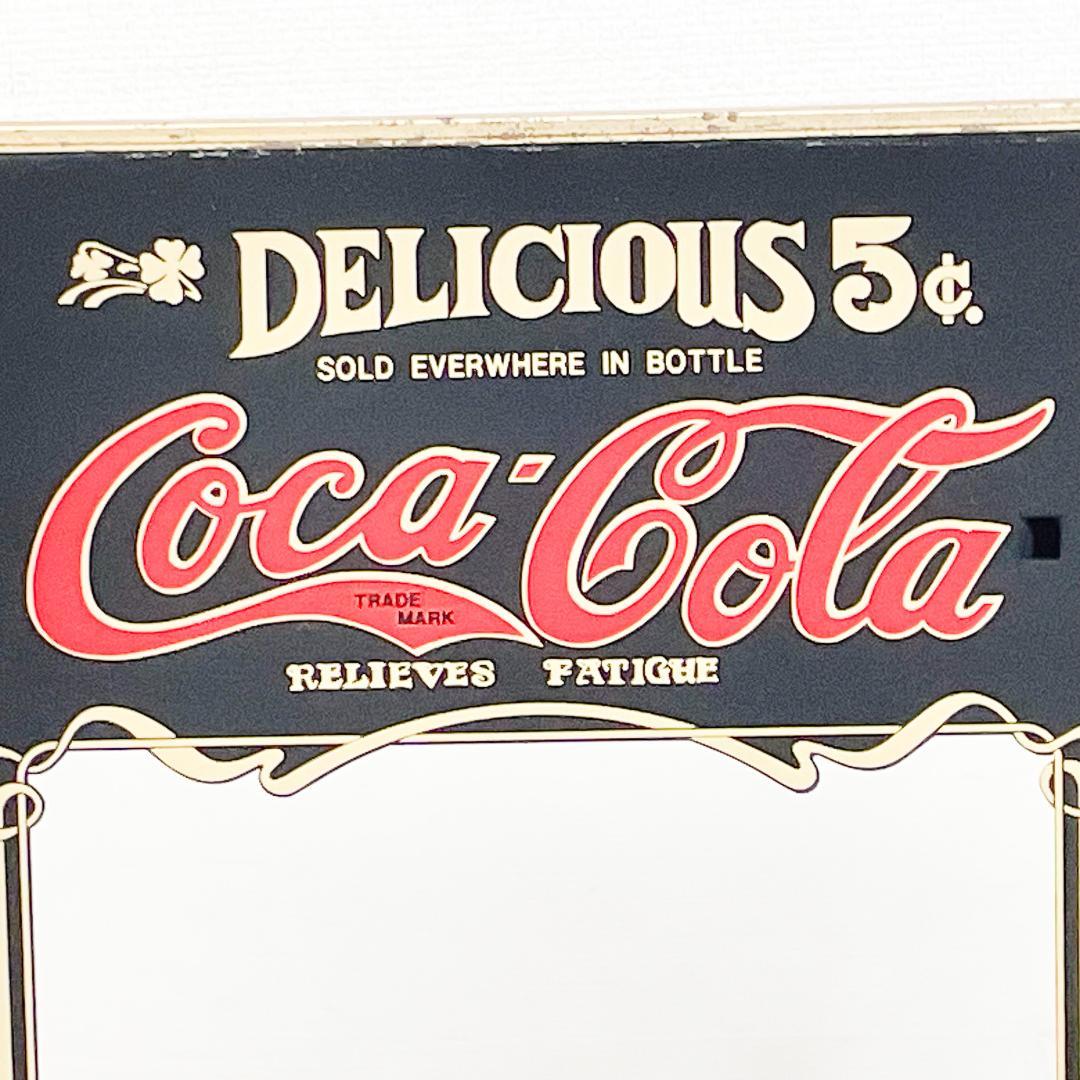 DELICIOUS 5¢.
SOLD EVERWHERE IN BOTTLE
Coca-Cola
TRADE
MARK
RELIEVES FATIGUE